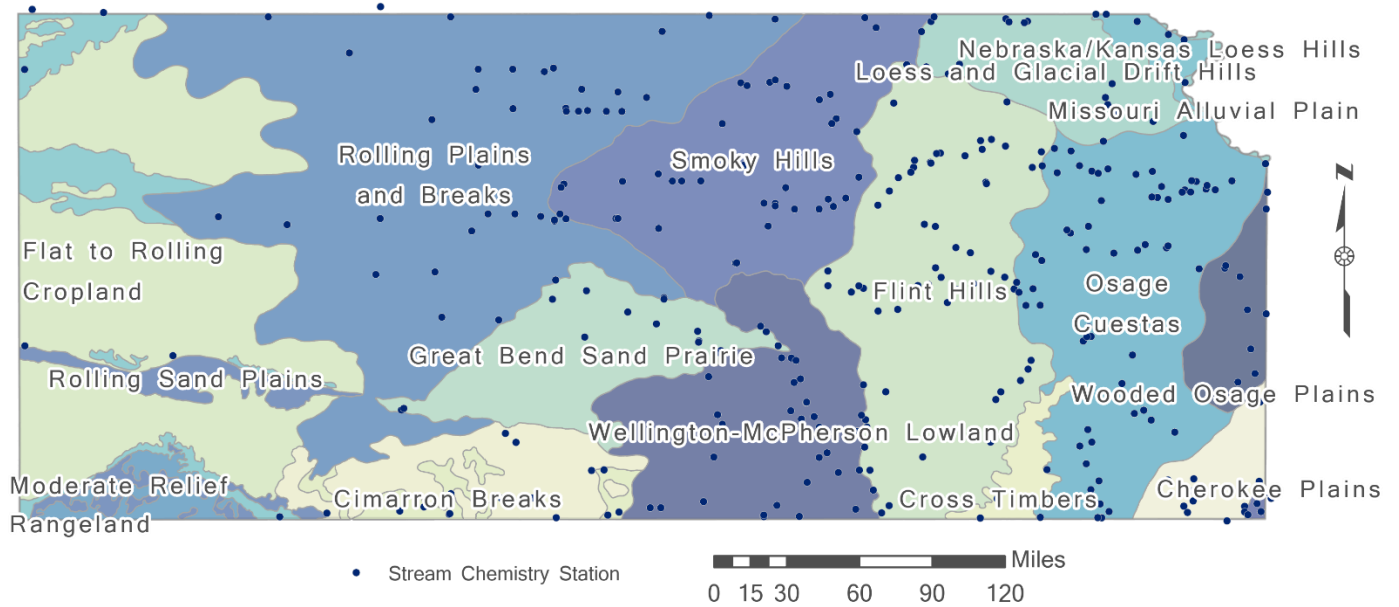 Nebraska/Kansas Loess Hills
Loess and Glacial Drift Hills
Missouri Alluvial Plain
Rolling Plains
and Breaks
Smoky Hills
N
Flat to Rolling
Cropland
Flint Hills
Osage
Cuestas
Great Bend Sand Prairie
Rolling Sand Plains
Wooded Osage Plains
Wellington-McPherson Lowland
Moderate Relief
Rangeland
Cimarron Breaks
Cross Timbers
Cherokee Plains
Stream Chemistry Station
Miles
0 15 30 60 90 120